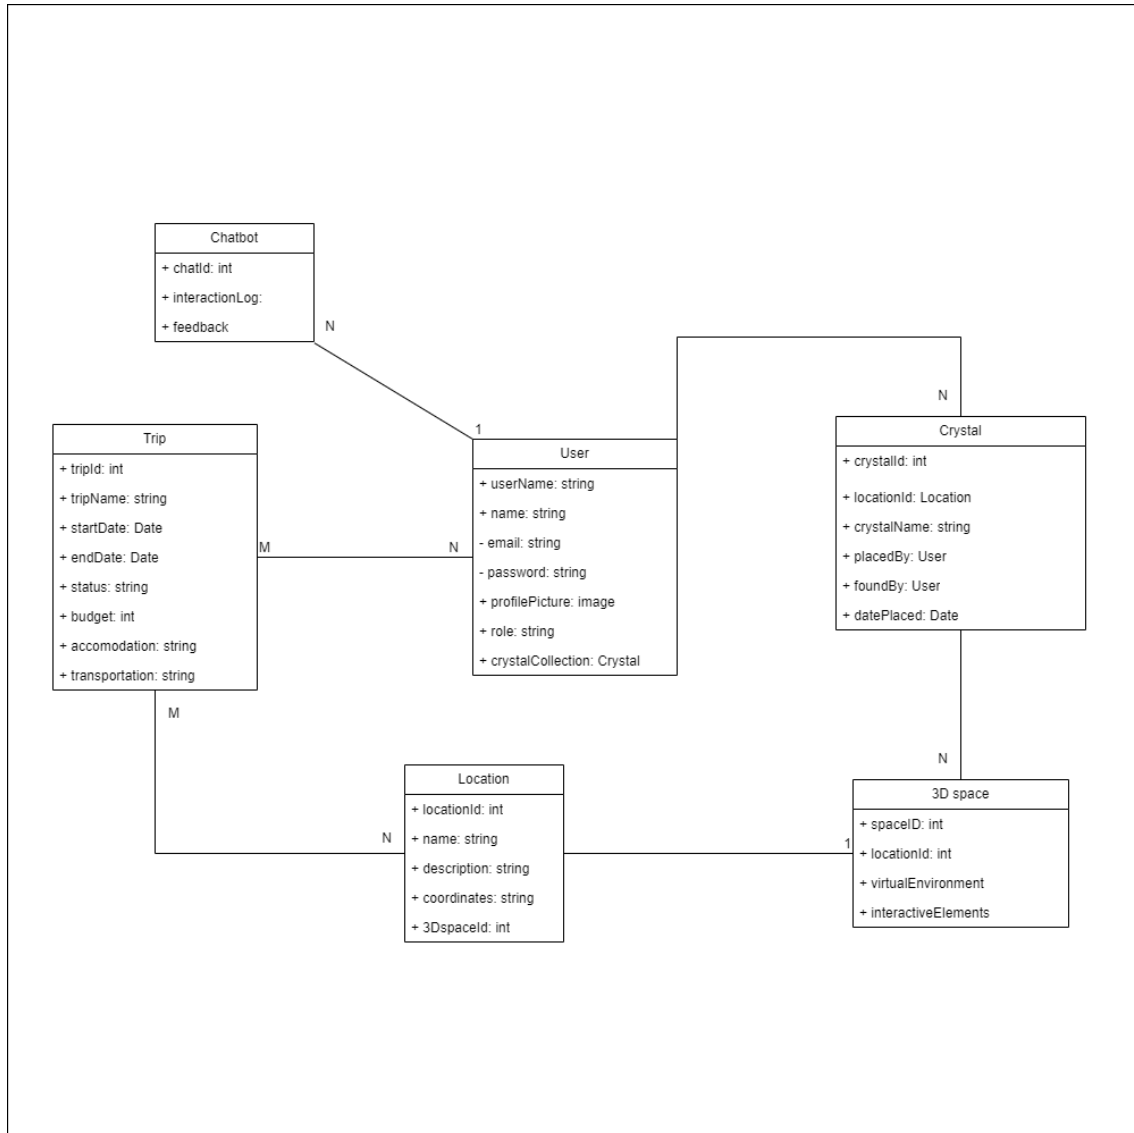 Chatbot
+ chatId: int
+ interactionLog:
+ feedback
N
1
N
Trip
+ tripId: int
+ tripName: string
+ startDate: Date
+ endDate: Date
+ status: string
+ budget: int
+ accomodation: string
+ transportation: string
M
N
M
User
+ userName: string
+ name: string
- email: string
- password: string
+ profilePicture: image
+ role: string
+ crystalCollection: Crystal
Crystal
+ crystalId: int
+ locationId: Location
+ crystalName: string
+ placedBy: User
+ foundBy: User
+ datePlaced: Date
N
N
Location
+ locationId: int
+ name: string
+ description: string
+ coordinates: string
+ 3DspaceId: int
1
3D space
+ spaceID: int
+ locationId: int
+ virtualEnvironment
+ interactiveElements